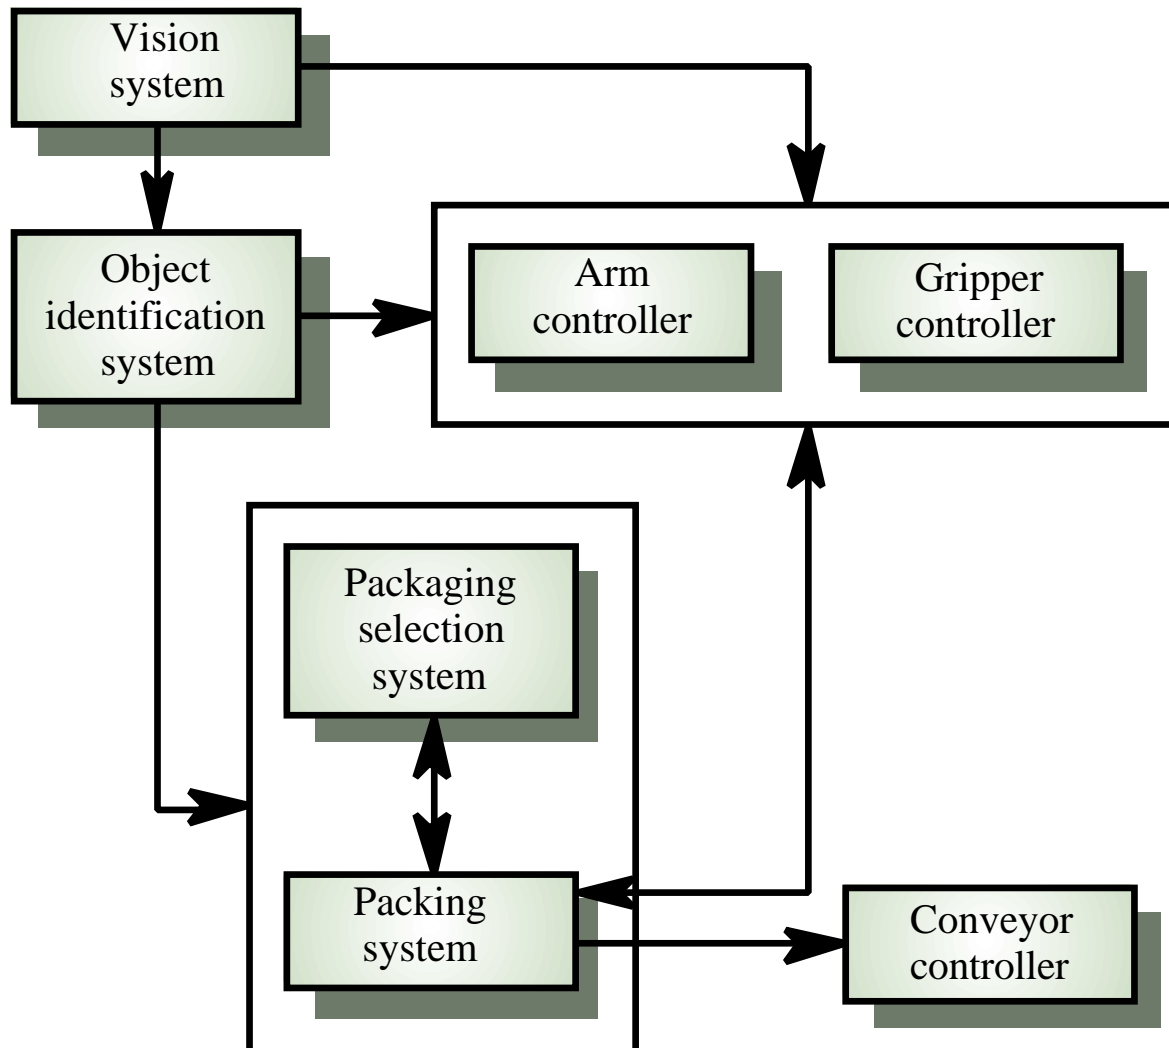 Vision
system
Object
identification
system
Arm
controller
Gripper
controller
Packaging
selection
system
Packing
system
Conveyor
controller